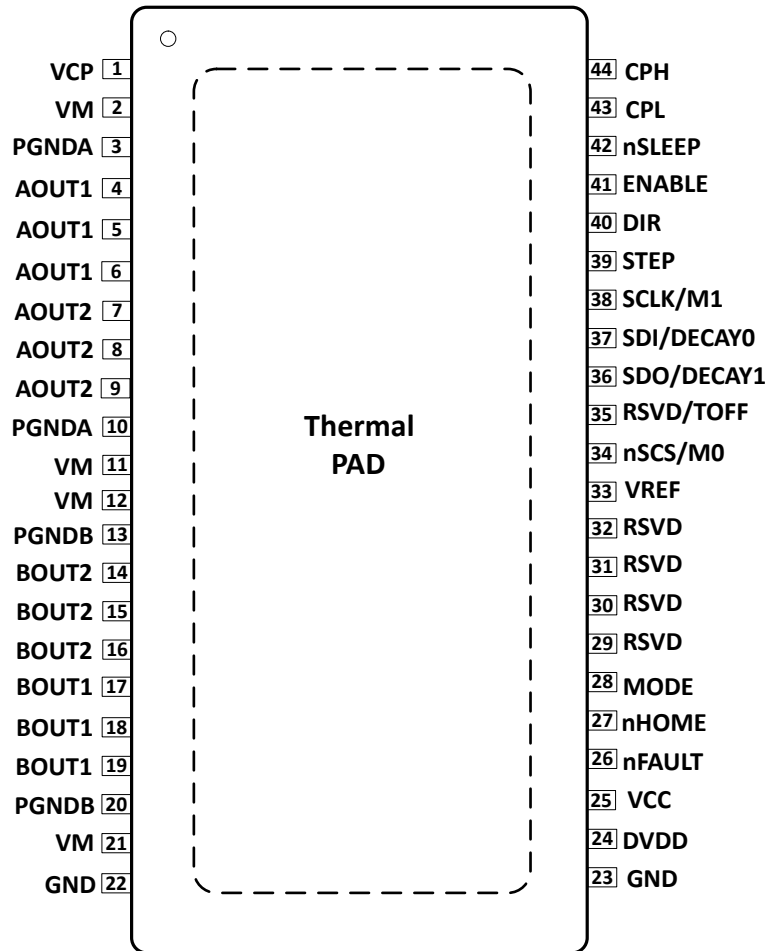 VCP 1
VM 2
PGNDA 3
AOUT1 4
AOUT1 5
AOUT1 6
AOUT2 7
AOUT2 8
AOUT2 9
PGNDA 10
VM 11
VM 12
PGNDB 13
BOUT2 14
BOUT2 15
BOUT2 16
BOUT1 17
BOUT1 18
BOUT1 19
PGNDB 20
VM 21
GND 22
Thermal
PAD
44 CPH
43 CPL
42 nSLEEP
41 ENABLE
40 DIR
39 STEP
38 SCLK/M1
37 SDI/DECAY0
36 SDO/DECAY1
35 RSVD/TOFF
34 nSCS/M0
33 VREF
32 RSVD
31 RSVD
30 RSVD
29 RSVD
28 MODE
27 nHOME
26 nFAULT
25 VCC
24 DVDD
23 GND